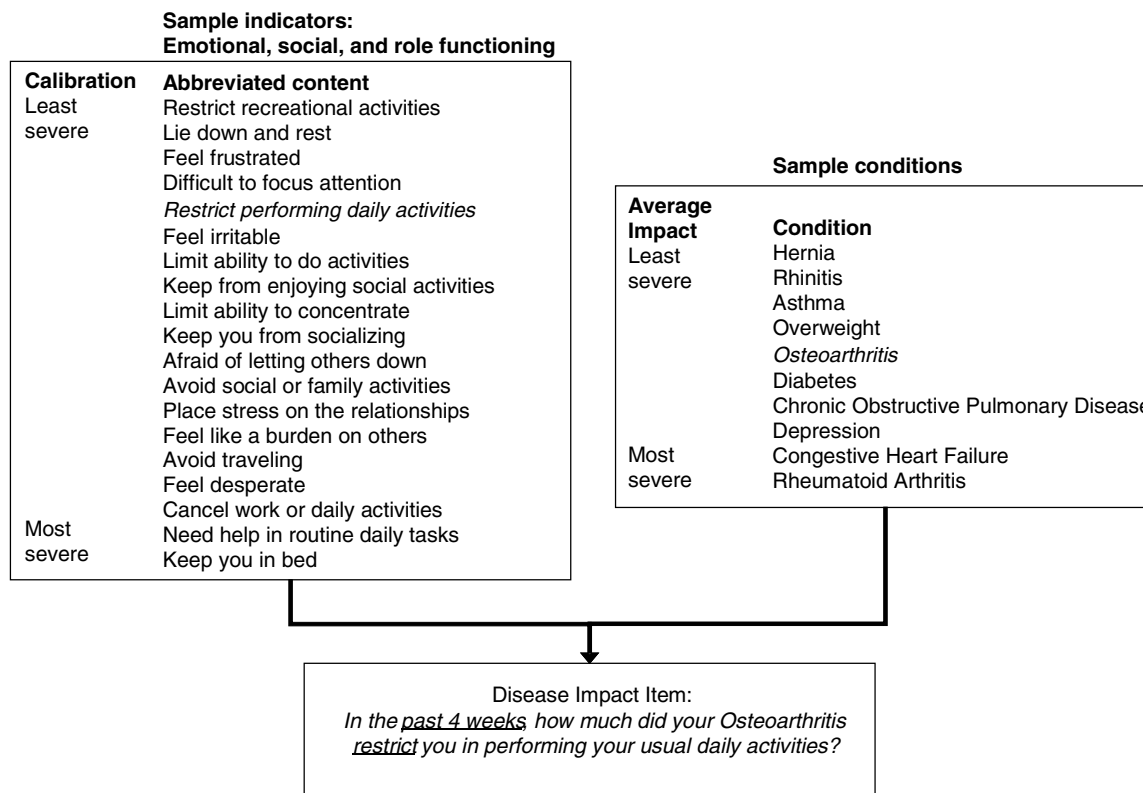 Sample indicators:
Emotional, social, and role functioning
Calibration Abbreviated content
Least Restrict recreational activities
severe Lie down and rest
Feel frustrated
Difficult to focus attention
Restrict performing daily activities
Feel irritable
Limit ability to do activities
Keep from enjoying social activities
Limit ability to concentrate
Keep you from socializing
Afraid of letting others down
Avoid social or family activities
Place stress on the relationships
Feel like a burden on others
Avoid traveling
Feel desperate
Cancel work or daily activities
Most Need help in routine daily tasks
severe Keep you in bed
Sample conditions
Average
Impact Condition
Least Hernia
severe Rhinitis
Asthma
Overweight
Osteoarthritis
Diabetes
Chronic Obstructive Pulmonary Disease
Depression
Most Congestive Heart Failure
severe Rheumatoid Arthritis
Disease Impact Item:
In the past 4 weeks, how much did your Osteoarthritis
restrict you in performing your usual daily activities?